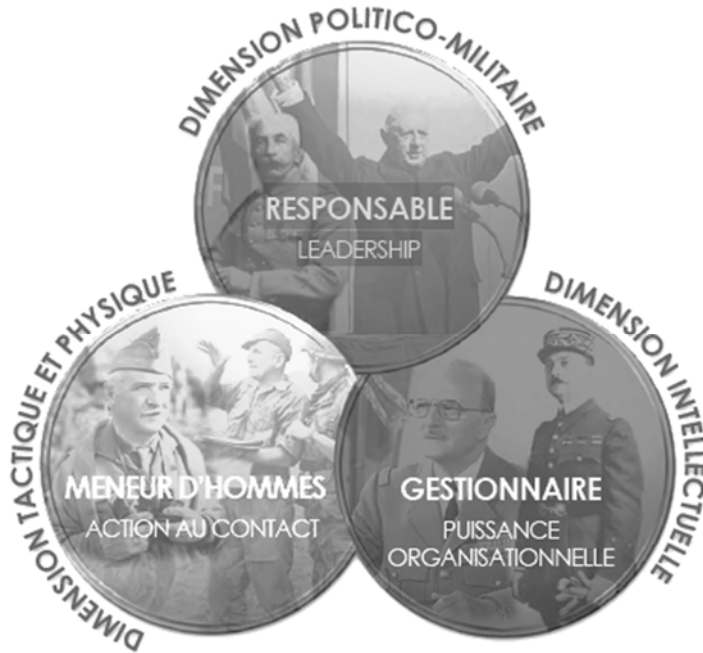 DIMENSION POLITICO-MILITAIRE
RESPONSABLE
LEADERSHIP
DIMENSION TACTIQUE ET PHYSIQUE
MENEUR D'HOMMES
ACTION AU CONTACT
DIMENSION INTELLECTUELLE
GESTIONNAIRE
PUISSANCE
ORGANISATIONNELLE